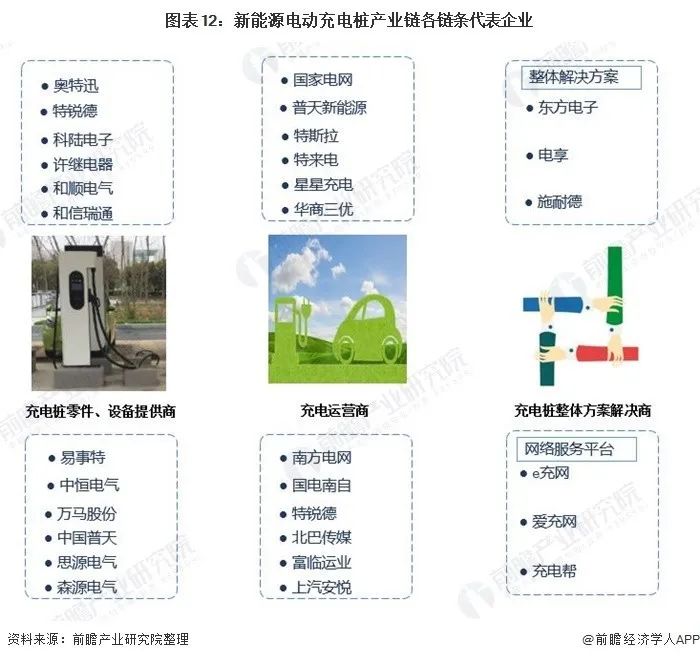 图表12：新能源电动充电桩产业链各链条代表企业
奥特迅
特锐德
科陆电子
许继电器
和顺电气
和信瑞通
国家电网
普天新能源
特斯拉
特来电
星星充电
华商三优
整体解决方案
东方电子
电享
施耐德
充电桩零件、设备提供商
充电运营商
充电桩整体方案解决商
易事特
中恒电气
万马股份
中国普天
思源电气
森源电气
南方电网
国电南自
特锐德
北巴传媒
富临运业
上汽安悦
网络服务平台
e充网
爱充网
充电帮
资料来源：前瞻产业研究院整理
@前瞻经济学人APP
前瞻产业研究院